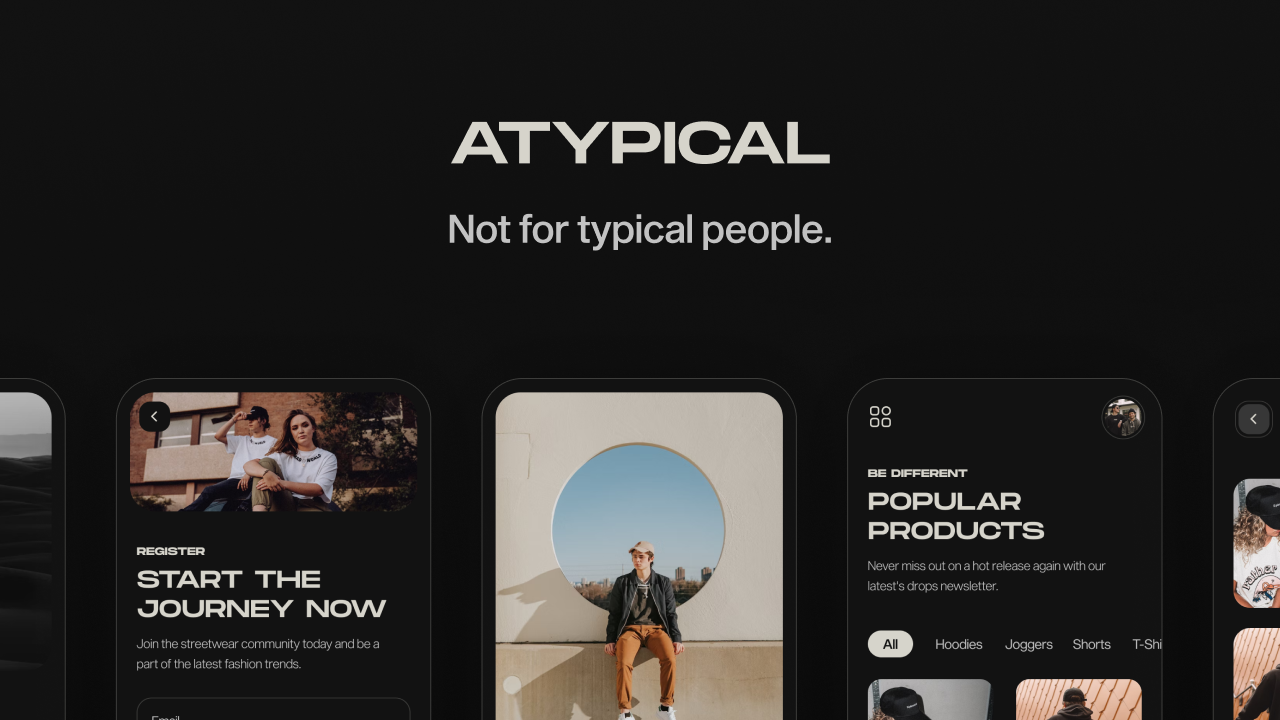 ATYPICAL
Not for typical people.
REGISTER
START THE
JOURNEY NOW
Join the streetwear community today and be a
part of the latest fashion trends.
Email
BE DIFFERENT
POPULAR
PRODUCTS
Never miss out on a hot release again with our
latest's drops newsletter.
All Hoodies Joggers Shorts T-Shi